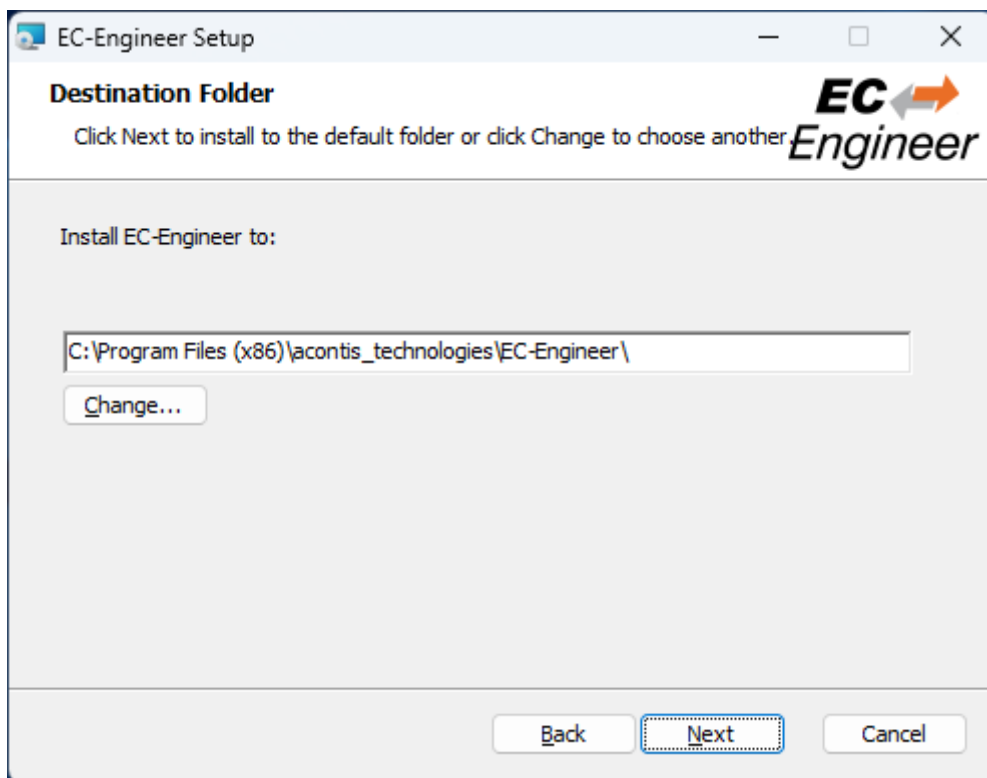 EC-Engineer Setup
Destination Folder
Click Next to install to the default folder or click Change to choose another.
EC
Engineer
Install EC-Engineer to:
C:\Program Files (x86)\acontis_technologies\EC-Engineer\
Change...
Back
Next
Cancel